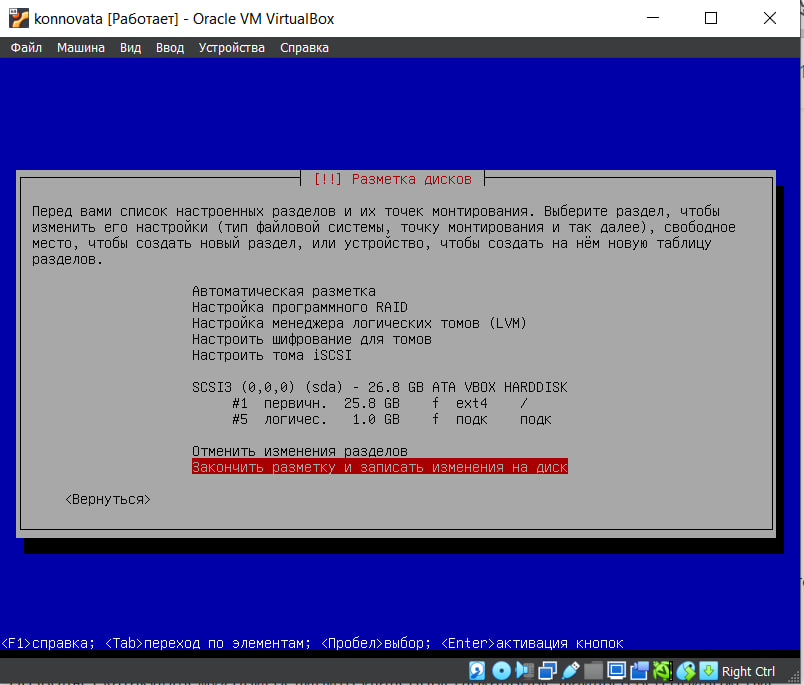 konnovata [Работает] - Oracle VM VirtualBox
Файл Машина Вид Ввод Устройства Справка
[!!] Разметка дисков
Перед вами список настроенных разделов и их точек монтирования. Выберите раздел, чтобы
изменить его настройки (тип файловой системы, точку монтирования и так далее), свободное
место, чтобы создать новый раздел, или устройство, чтобы создать на нём новую таблицу
разделов.
Автоматическая разметка
Настройка программного RAID
Настройка менеджера логических томов (LVM)
Настроить шифрование для томов
Настроить тома iSCSI
SCSI3 (0,0,0) (sda) - 26.8 GB ATA VBOX HARDDISK
#1 первичн. 25.8 GB f ext4 /
#5 логичес. 1.0 GB f подк подк
Отменить изменения разделов
Закончить разметку и записать изменения на диск
<Вернуться>
<F1>справка; <Tab>переход по элементам; <Пробел>выбор; <Enter>активация кнопок
Right Ctrl